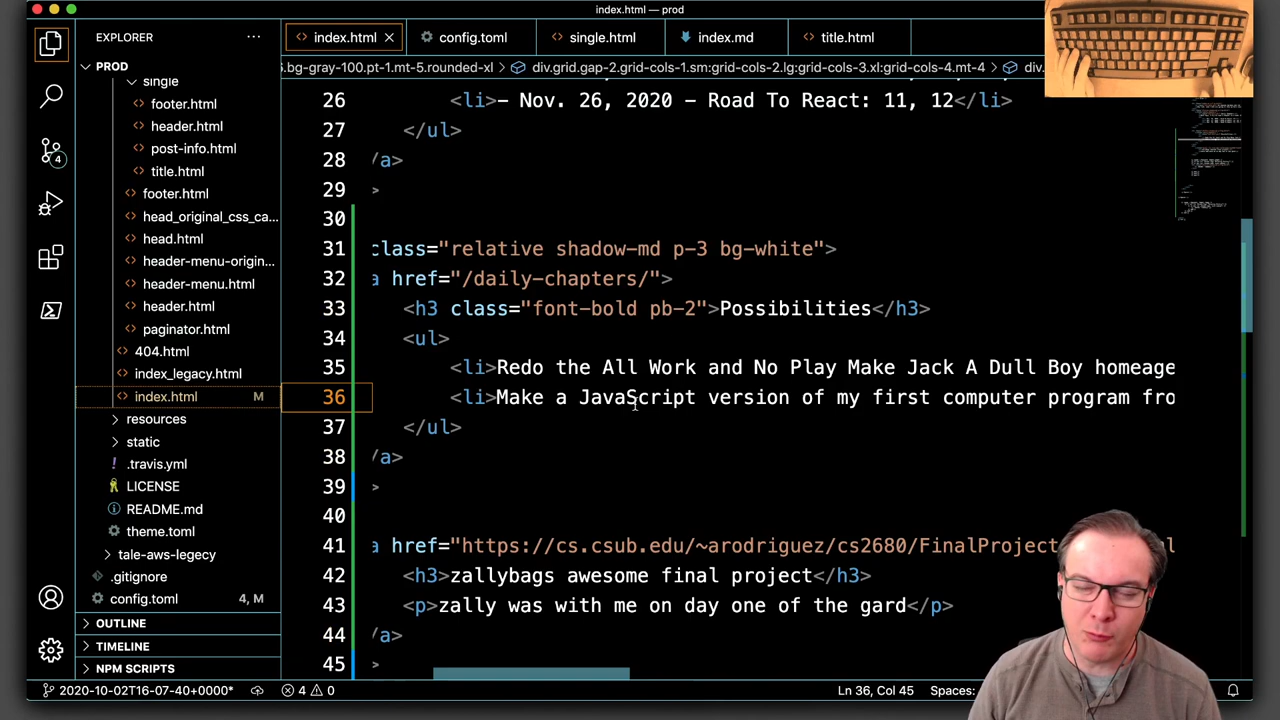 index.html — prod
EXPLORER
index.html
config.toml
single.html
index.md
title.html
PROD
.bg-gray-100.pt-1.mt-5.rounded-xl > div.grid.gap-2.grid-cols-1.sm:grid-cols-2.lg:grid-cols-3.xl:grid-cols-4.mt-4 > div.
single
footer.html
header.html
post-info.html
title.html
footer.html
head_original_css_ca...
head.html
header-menu-origin...
header-menu.html
header.html
paginator.html
404.html
index_legacy.html
index.html M
resources
static
.travis.yml
LICENSE
README.md
theme.toml
tale-aws-legacy
.gitignore
config.toml 4, M
OUTLINE
TIMELINE
NPM SCRIPTS
4
26 <li>– Nov. 26, 2020 – Road To React: 11, 12</li>
27 </ul>
28 /a>
29 >
30
31 class="relative shadow-md p-3 bg-white">
32 a href="/daily-chapters/">
33 <h3 class="font-bold pb-2">Possibilities</h3>
34 <ul>
35 <li>Redo the All Work and No Play Make Jack A Dull Boy homeage
36 <li>Make a JavaScript version of my first computer program fro
37 </ul>
38 /a>
39 >
40
41 a href="https://cs.csub.edu/~arodriguez/cs2680/FinalProject
42 <h3>zallybags awesome final project</h3>
43 <p>zally was with me on day one of the gard</p>
44 /a>
45 >
2020-10-02T16-07-40+0000* 4 0 Ln 36, Col 45 Spaces: